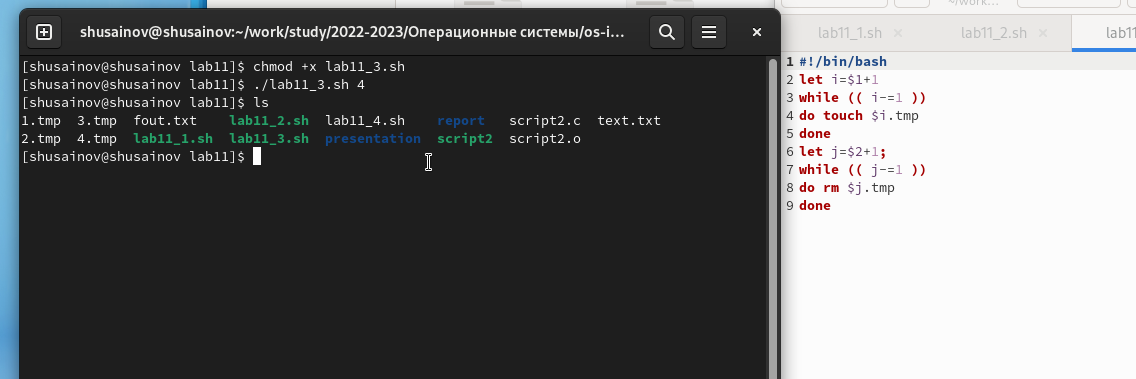 shusainov@shusainov:~/work/study/2022-2023/Операционные системы/os-i...
[shusainov@shusainov lab11]$ chmod +x lab11_3.sh
[shusainov@shusainov lab11]$ ./lab11_3.sh 4
[shusainov@shusainov lab11]$ ls
1.tmp 3.tmp fout.txt lab11_2.sh lab11_4.sh report script2.c text.txt
2.tmp 4.tmp lab11_1.sh lab11_3.sh presentation script2 script2.o
[shusainov@shusainov lab11]$
~/work...
lab11_1.sh × lab11_2.sh × lab11
1 #!/bin/bash
2 let i=$1+1
3 while (( i-=1 ))
4 do touch $i.tmp
5 done
6 let j=$2+1;
7 while (( j-=1 ))
8 do rm $j.tmp
9 done